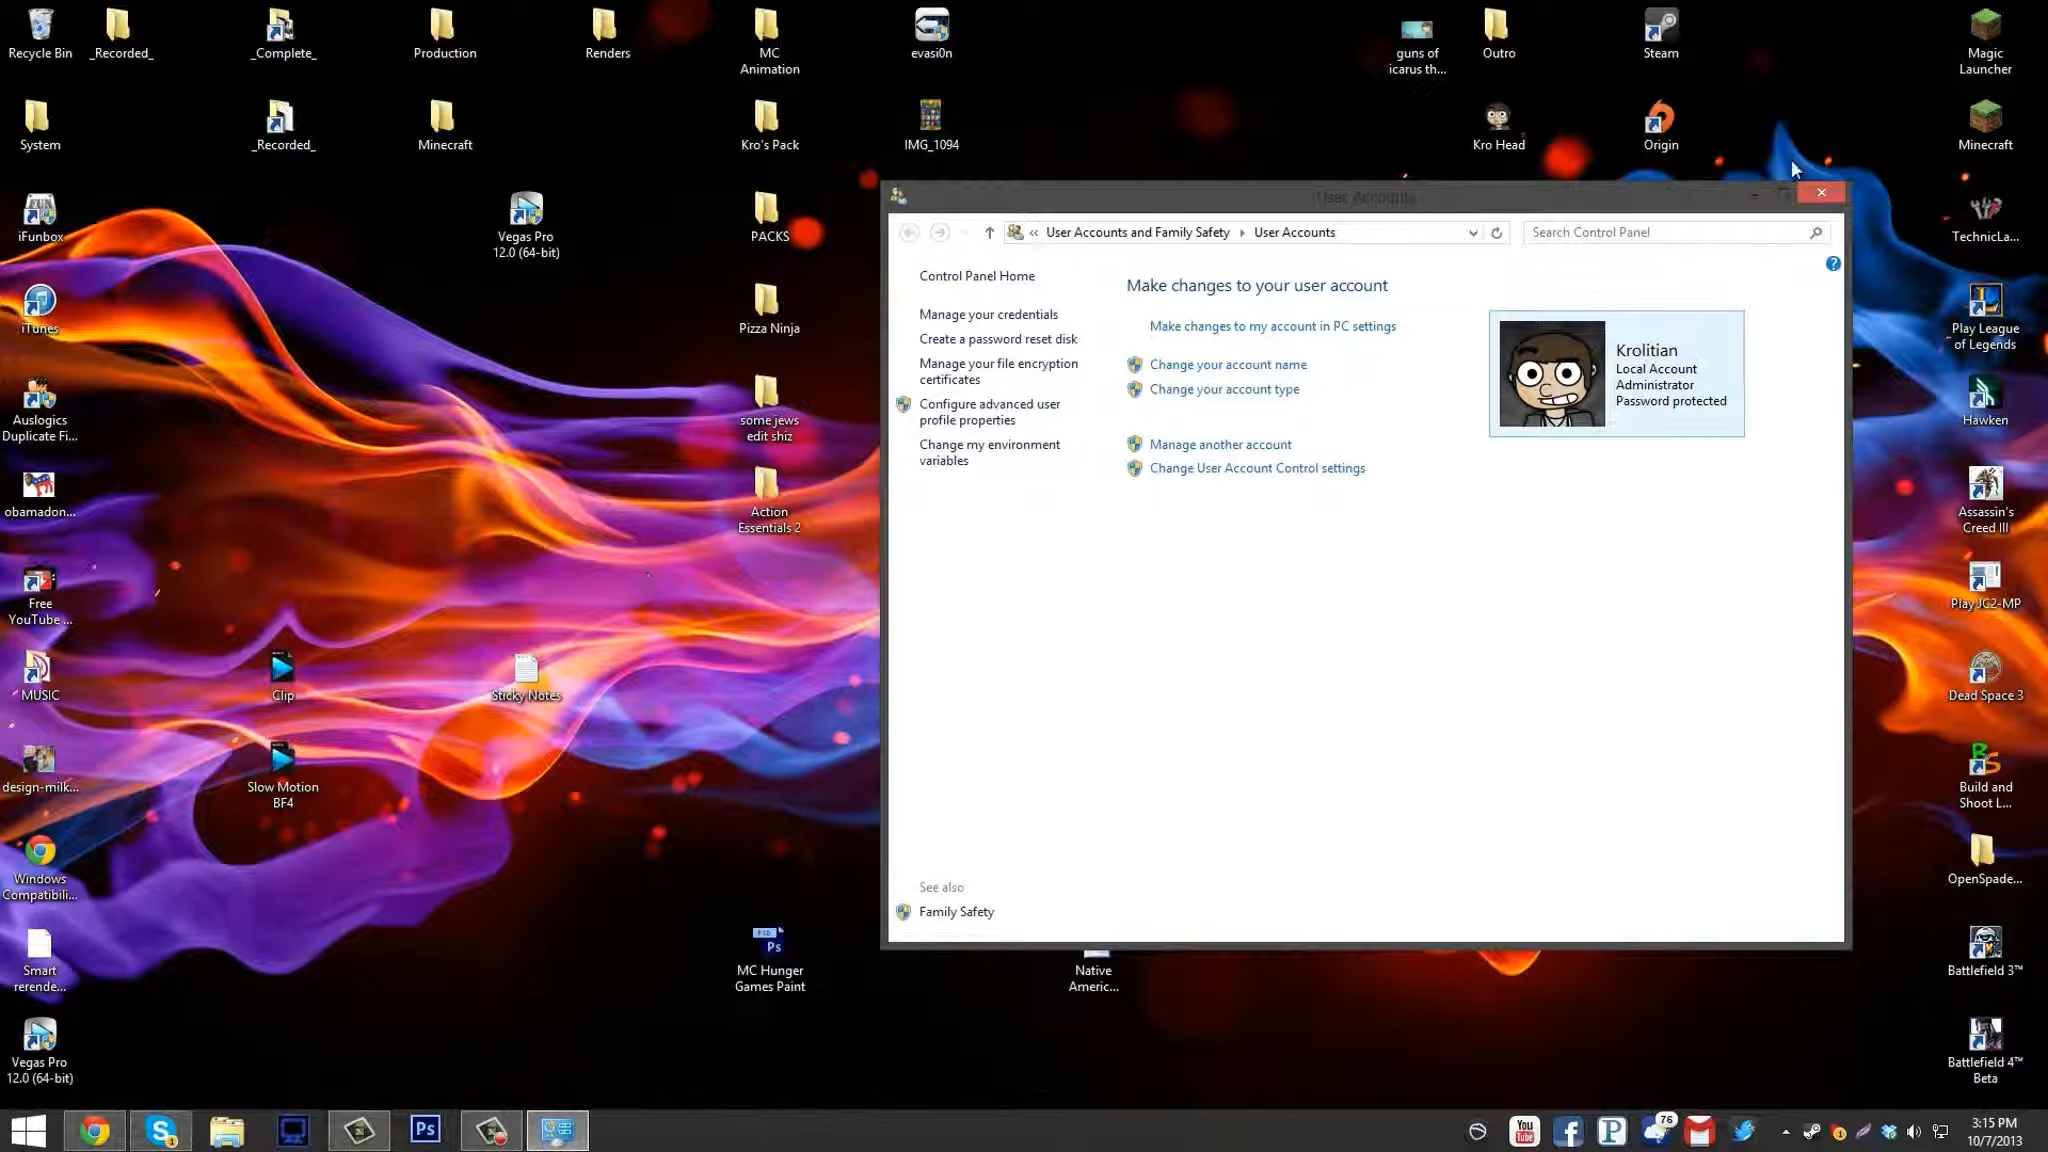 Recycle Bin
_Recorded_
_Complete_
Production
Renders
MC
Animation
evasi0n
guns of
icarus th...
Outro
Steam
Magic
Launcher
System
_Recorded_
Minecraft
Kro's Pack
IMG_1094
Kro Head
Origin
Minecraft
iFunbox
Vegas Pro
12.0 (64-bit)
PACKS
TechnicLa...
iTunes
Pizza Ninja
Play League
of Legends
Auslogics
Duplicate Fi...
some jews
edit shiz
Hawken
obamadon...
Action
Essentials 2
Assassin's
Creed III
Free
YouTube ...
Play JC2-MP
MUSIC
Clip
Sticky Notes
Dead Space 3
design-milk...
Slow Motion
BF4
Build and
Shoot L...
Windows
Compatibili...
OpenSpade...
Smart
rerende...
PSD
Ps
MC Hunger
Games Paint
Native
Americ...
Battlefield 3™
Vegas Pro
12.0 (64-bit)
Battlefield 4™
Beta
User Accounts
« User Accounts and Family Safety
User Accounts
Search Control Panel
Control Panel Home
Manage your credentials
Create a password reset disk
Manage your file encryption
certificates
Configure advanced user
profile properties
Change my environment
variables
Make changes to your user account
Make changes to my account in PC settings
Change your account name
Change your account type
Manage another account
Change User Account Control settings
Krolitian
Local Account
Administrator
Password protected
See also
Family Safety
Ps
You
Tube
76
3:15 PM
10/7/2013